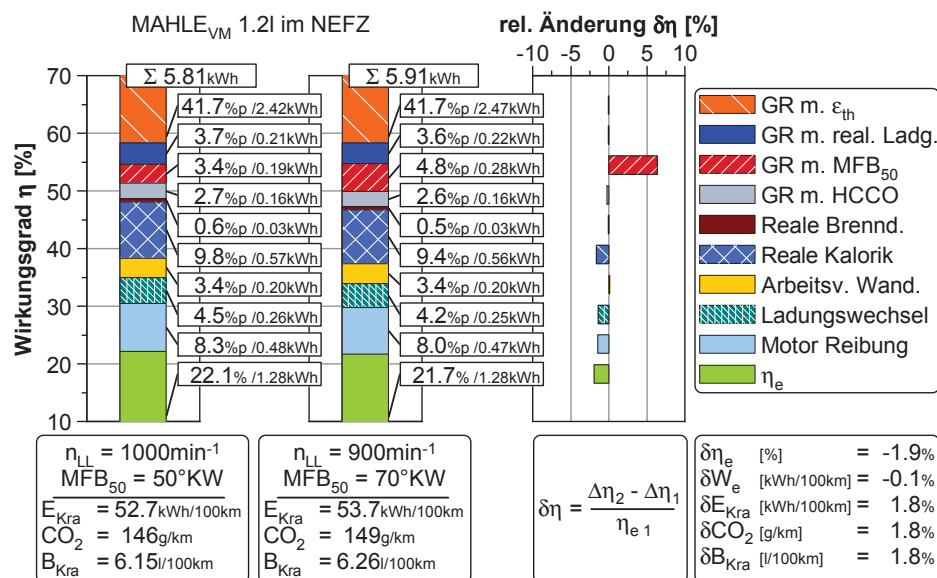 MAHLE_VM 1.2l im NEFZ
rel. Änderung δη [%]
-10 -5 0 5 10
Wirkungsgrad η [%]
70
60
50
40
30
20
10
Σ 5.81kWh
41.7%p /2.42kWh
3.7%p /0.21kWh
3.4%p /0.19kWh
2.7%p /0.16kWh
0.6%p /0.03kWh
9.8%p /0.57kWh
3.4%p /0.20kWh
4.5%p /0.26kWh
8.3%p /0.48kWh
22.1% /1.28kWh
Σ 5.91kWh
41.7%p /2.47kWh
3.6%p /0.22kWh
4.8%p /0.28kWh
2.6%p /0.16kWh
0.5%p /0.03kWh
9.4%p /0.56kWh
3.4%p /0.20kWh
4.2%p /0.25kWh
8.0%p /0.47kWh
21.7% /1.28kWh
GR m. ε_th
GR m. real. Ladg.
GR m. MFB_50
GR m. HCCO
Reale Brennd.
Reale Kalorik
Arbeitsv. Wand.
Ladungswechsel
Motor Reibung
η_e
n_LL = 1000min⁻¹
MFB_50 = 50°KW
E_Kra = 52.7kWh/100km
CO_2 = 146g/km
B_Kra = 6.15l/100km
n_LL = 900min⁻¹
MFB_50 = 70°KW
E_Kra = 53.7kWh/100km
CO_2 = 149g/km
B_Kra = 6.26l/100km
δη = (Δη_2 - Δη_1) / η_e 1
δη_e [%] = -1.9%
δW_e [kWh/100km] = -0.1%
δE_Kra [kWh/100km] = 1.8%
δCO_2 [g/km] = 1.8%
δB_Kra [l/100km] = 1.8%